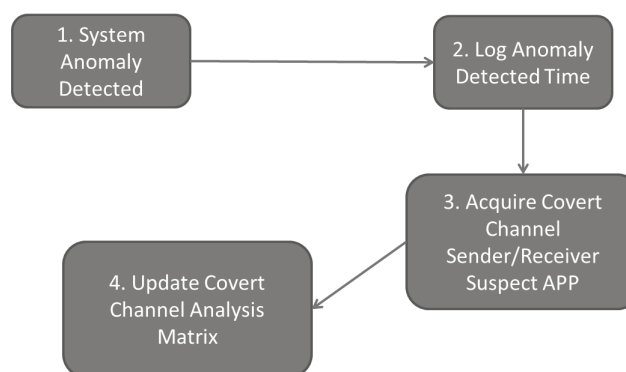 1. System
Anomaly
Detected
2. Log Anomaly
Detected Time
3. Acquire Covert
Channel
Sender/Receiver
Suspect APP
4. Update Covert
Channel Analysis
Matrix